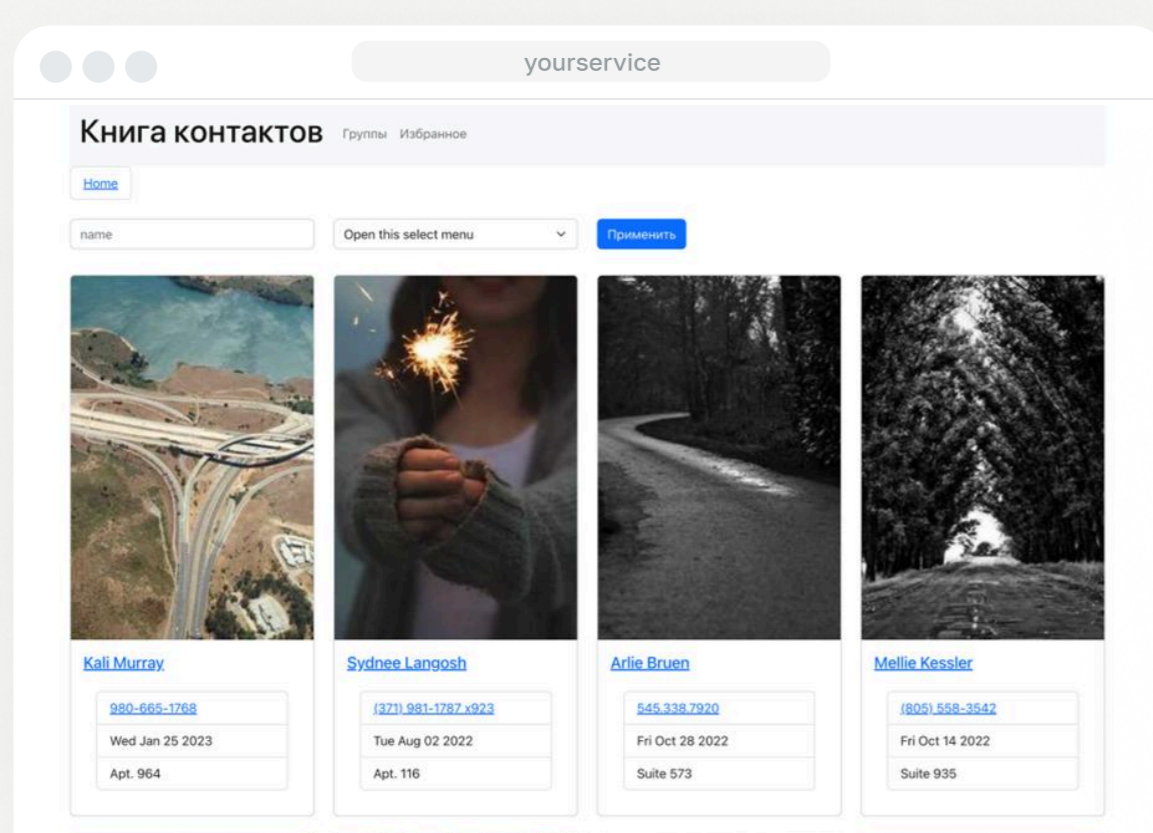 yourservice
Книга контактов Группы Избранное
Home
name Open this select menu Применить
Kali Murray Sydnee Langosh Arlie Bruen Mellie Kessler
980-665-1768 (371) 981-1787 x923 545.338.7920 (805) 558-3542
Wed Jan 25 2023 Tue Aug 02 2022 Fri Oct 28 2022 Fri Oct 14 2022
Apt. 964 Apt. 116 Suite 573 Suite 935